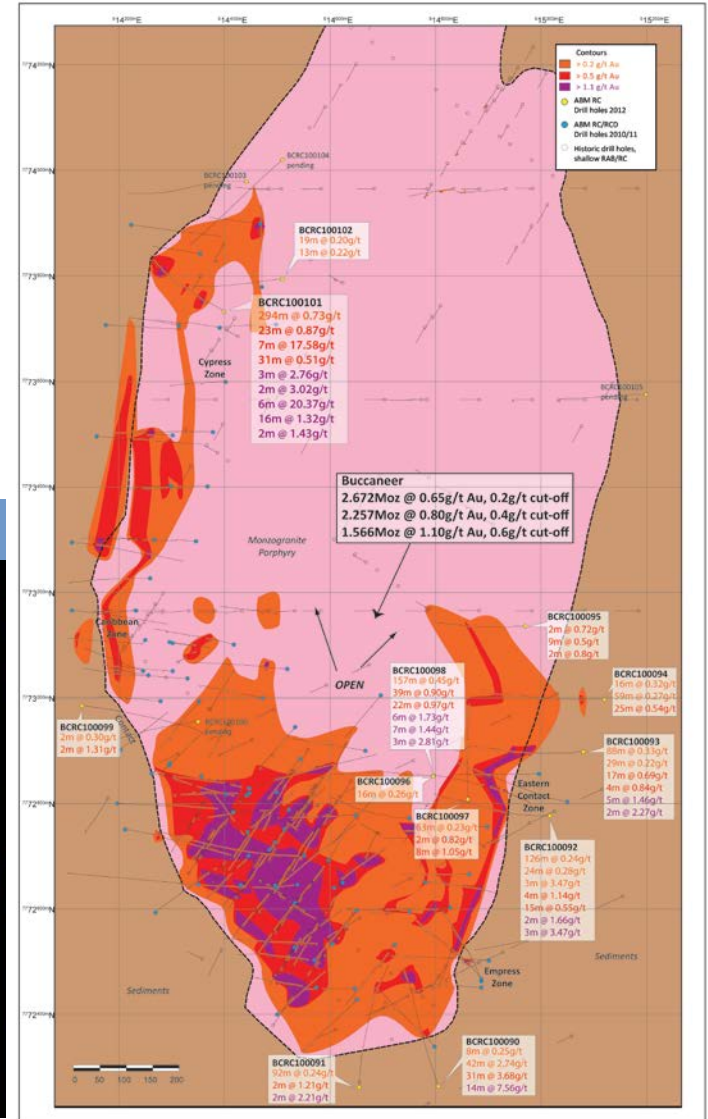 Contours
> 0.2 g/t Au
> 0.5 g/t Au
> 1.1 g/t Au
ABM RC
Drill holes 2012
ABM RC/RCD
Drill holes 2010/11
Historic drill holes,
shallow RAB/RC
BCRC100104
pending
BCRC100103
pending
BCRC100102
19m @ 0.20g/t
13m @ 0.22g/t
BCRC100101
294m @ 0.73g/t
23m @ 0.87g/t
7m @ 17.58g/t
31m @ 0.51g/t
3m @ 2.76g/t
2m @ 3.02g/t
6m @ 20.37g/t
16m @ 1.32g/t
2m @ 1.43g/t
Cypress
Zone
BCRC100105
pending
Buccaneer
2.672Moz @ 0.65g/t Au, 0.2g/t cut-off
2.257Moz @ 0.80g/t Au, 0.4g/t cut-off
1.566Moz @ 1.10g/t Au, 0.6g/t cut-off
Monzogranite
Porphyry
Caribbean
Zone
OPEN
BCRC100095
2m @ 0.72g/t
9m @ 0.5g/t
2m @ 0.8g/t
BCRC100098
157m @ 0.45g/t
39m @ 0.90g/t
22m @ 0.97g/t
6m @ 1.73g/t
7m @ 1.44g/t
3m @ 2.81g/t
BCRC100094
16m @ 0.32g/t
59m @ 0.27g/t
25m @ 0.54g/t
BCRC100099
2m @ 0.30g/t
2m @ 1.31g/t
Contact
pending
BCRC100093
88m @ 0.33g/t
29m @ 0.22g/t
17m @ 0.69g/t
4m @ 0.84g/t
5m @ 1.46g/t
2m @ 2.27g/t
BCRC100096
16m @ 0.26g/t
Eastern
Contact
Zone
BCRC100097
63m @ 0.23g/t
2m @ 0.82g/t
8m @ 1.05g/t
BCRC100092
126m @ 0.24g/t
24m @ 0.28g/t
3m @ 3.47g/t
4m @ 1.14g/t
15m @ 0.55g/t
2m @ 1.66g/t
3m @ 3.47g/t
Empress
Zone
Sediments
Sediments
BCRC100091
92m @ 0.24g/t
2m @ 1.21g/t
2m @ 2.21g/t
BCRC100090
8m @ 0.25g/t
42m @ 2.74g/t
31m @ 3.68g/t
14m @ 7.56g/t
0 50 100 150 200